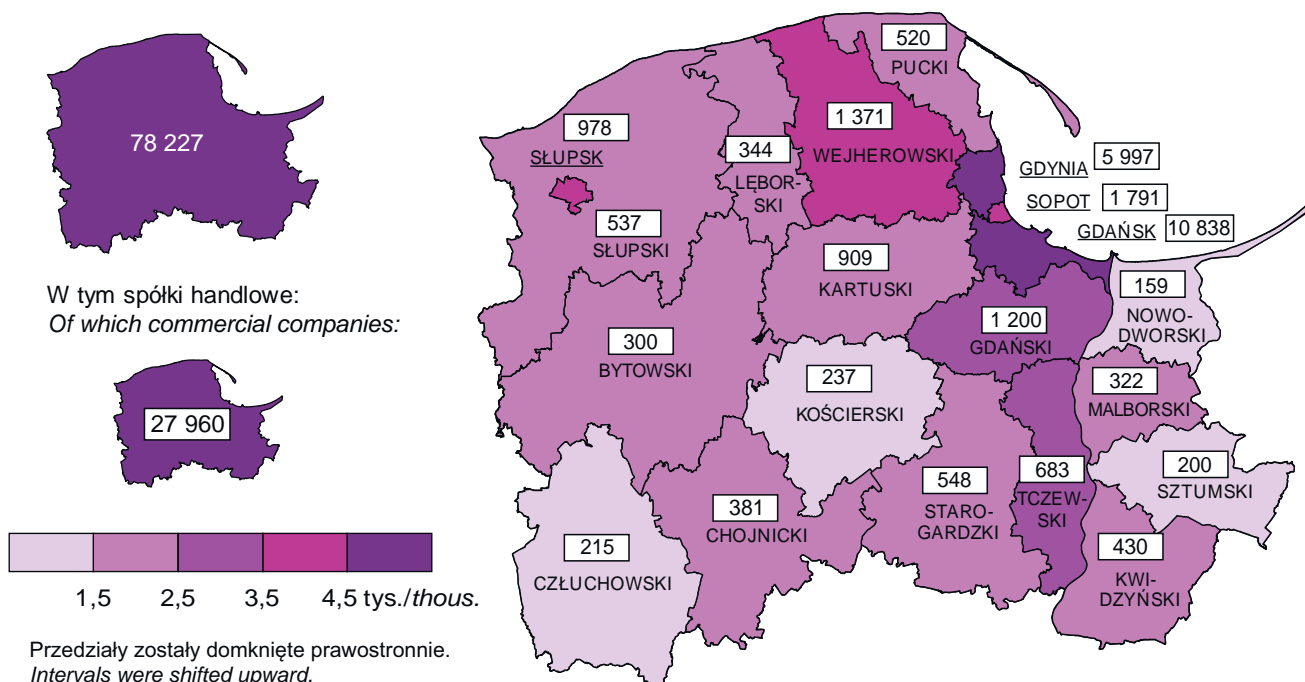 78 227
W tym spółki handlowe:
Of which commercial companies:
27 960
1,5 2,5 3,5 4,5 tys./thous.
Przedziały zostały domknięte prawostronnie.
Intervals were shifted upward.
520
PUCKI
1 371
WEJHEROWSKI
978
SŁUPSK
344
LĘBOR-
SKI
GDYNIA 5 997
SOPOT 1 791
GDAŃSK 10 838
537
SŁUPSKI
909
KARTUSKI
159
NOWO-
DWORSKI
1 200
GDAŃSKI
300
BYTOWSKI
237
KOŚCIERSKI
322
MALBORSKI
200
SZTUMSKI
683
TCZEW-
SKI
548
STARO-
GARDZKI
381
CHOJNICKI
215
CZŁUCHOWSKI
430
KWI-
DZYŃSKI